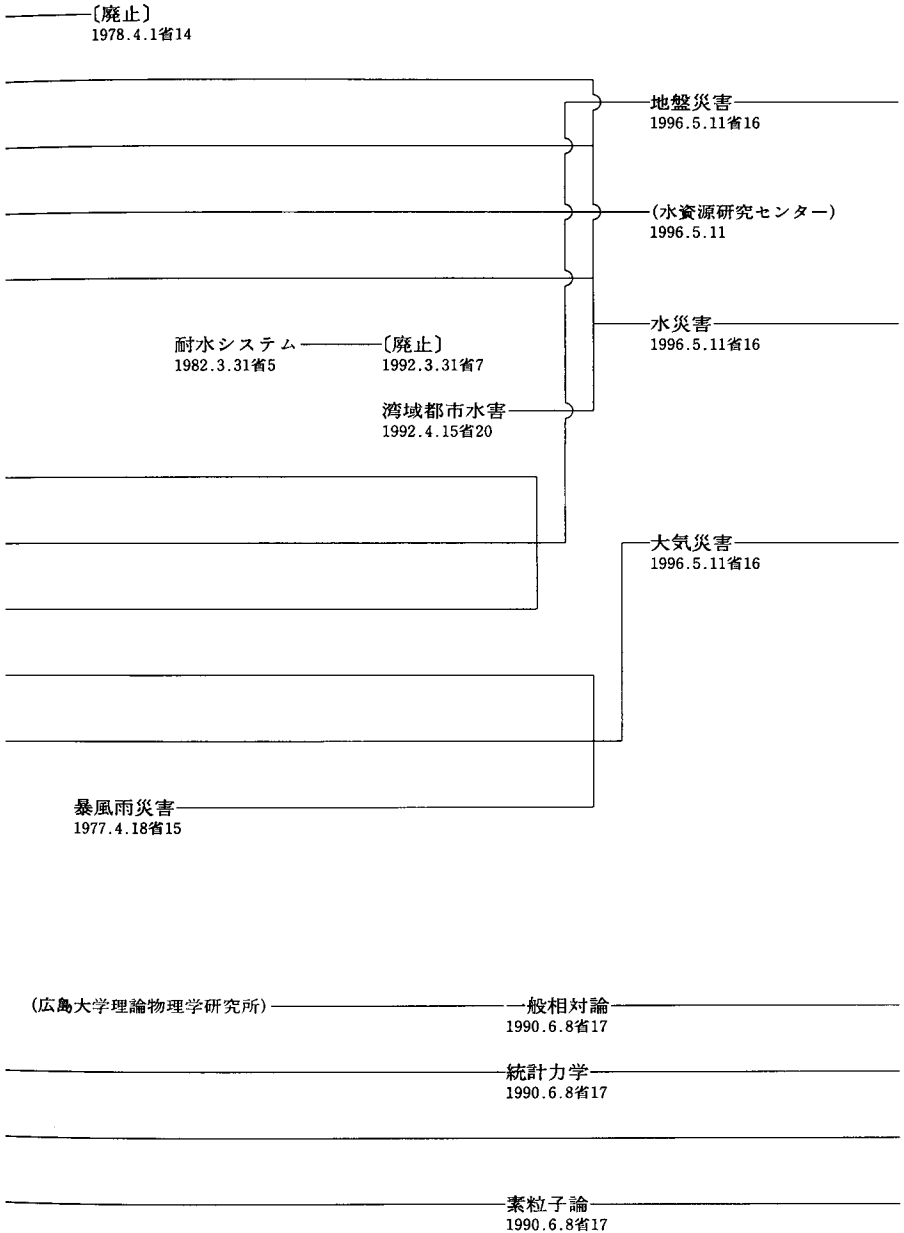 〔廃止〕
1978.4.1省14
地盤災害
1996.5.11省16
(水資源研究センター)
1996.5.11
水災害
1996.5.11省16
耐水システム
1982.3.31省5
〔廃止〕
1992.3.31省7
湾域都市水害
1992.4.15省20
大気災害
1996.5.11省16
暴風雨災害
1977.4.18省15
(広島大学理論物理学研究所)
一般相対論
1990.6.8省17
統計力学
1990.6.8省17
素粒子論
1990.6.8省17